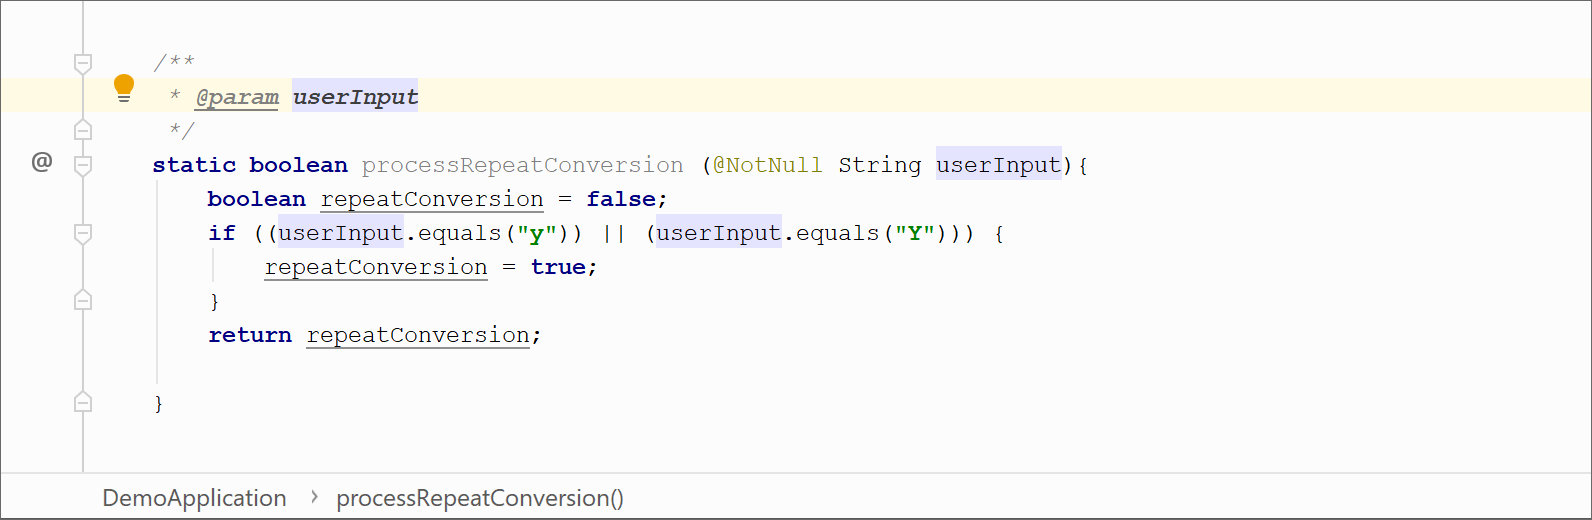 /**
* @param userInput
*/
@
static boolean processRepeatConversion (@NotNull String userInput){
boolean repeatConversion = false;
if ((userInput.equals("y")) || (userInput.equals("Y"))) {
repeatConversion = true;
}
return repeatConversion;
}
DemoApplication › processRepeatConversion()